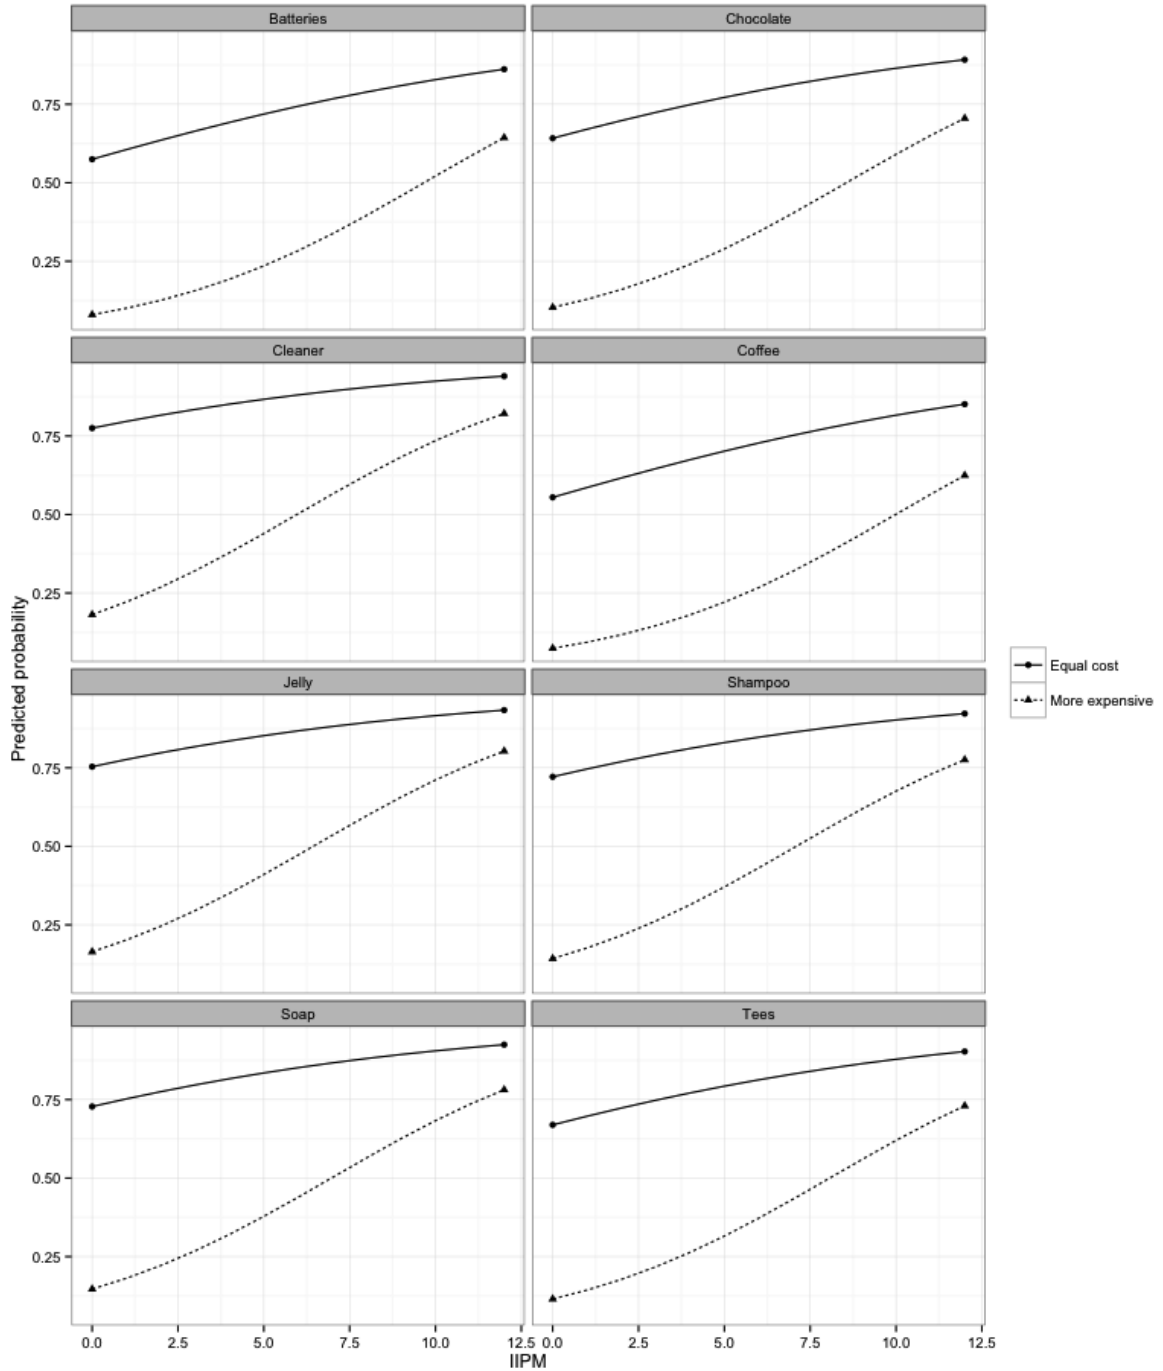 Batteries
Chocolate
0.75
0.50
0.25
Cleaner
Coffee
0.75
0.50
0.25
Predicted probability
Equal cost
More expensive
Jelly
Shampoo
0.75
0.50
0.25
Soap
Tees
0.75
0.50
0.25
0.0 2.5 5.0 7.5 10.0 12.5 0.0 2.5 5.0 7.5 10.0 12.5
IIPM